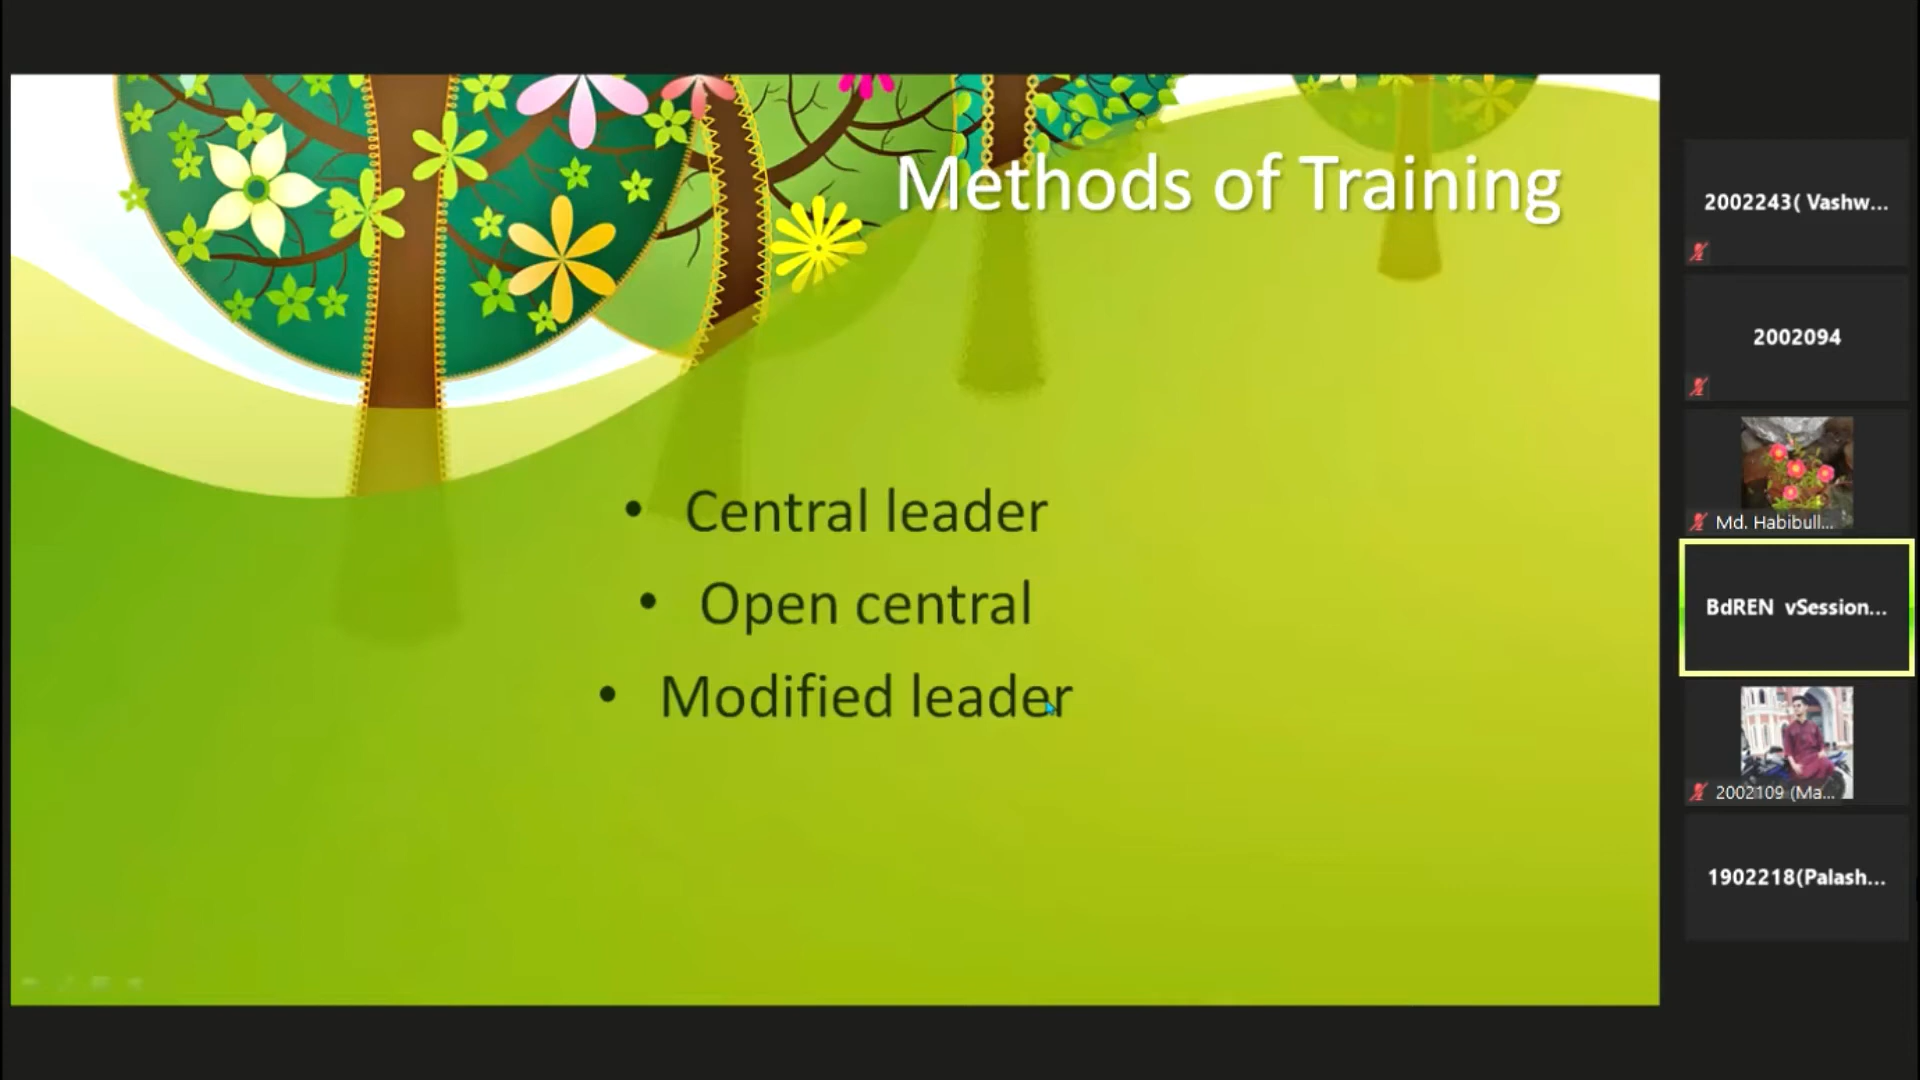 Methods of Training
• Central leader
• Open central
• Modified leader
2002243( Vashw...
2002094
Md. Habibull...
BdREN vSession...
2002109 (Ma...
1902218(Palash...